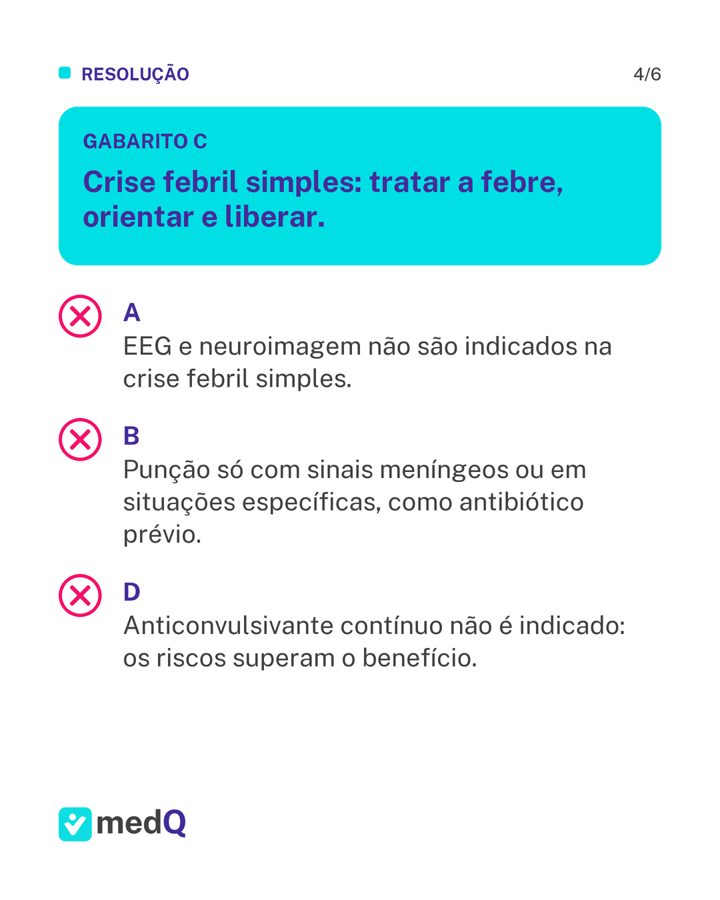 RESOLUÇÃO
4/6
GABARITO C
Crise febril simples: tratar a febre,
orientar e liberar.
A
EEG e neuroimagem não são indicados na
crise febril simples.
B
Punção só com sinais meníngeos ou em
situações específicas, como antibiótico
prévio.
D
Anticonvulsivante contínuo não é indicado:
os riscos superam o benefício.
medQ